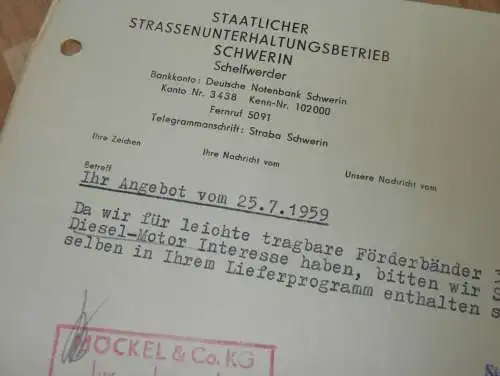 STAATLICHER
STRASSENUNTERHALTUNGSBETRIEB
SCHWERIN
Schelfwerder
Bankkonto: Deutsche Notenbank Schwerin
Konto Nr. 3438 Kenn-Nr. 102000
Fernruf 5091
Telegrammanschrift: Straba Schwerin
Ihre Zeichen Ihre Nachricht vom Unsere Nachricht vom
Betreff
Ihr Angebot vom 25.7.1959
Da wir für leichte tragbare Förderbänder
Diesel-Motor Interesse haben, bitten wir S
selben in Ihrem Lieferprogramm enthalten s
MÖCKEL & Co. KG